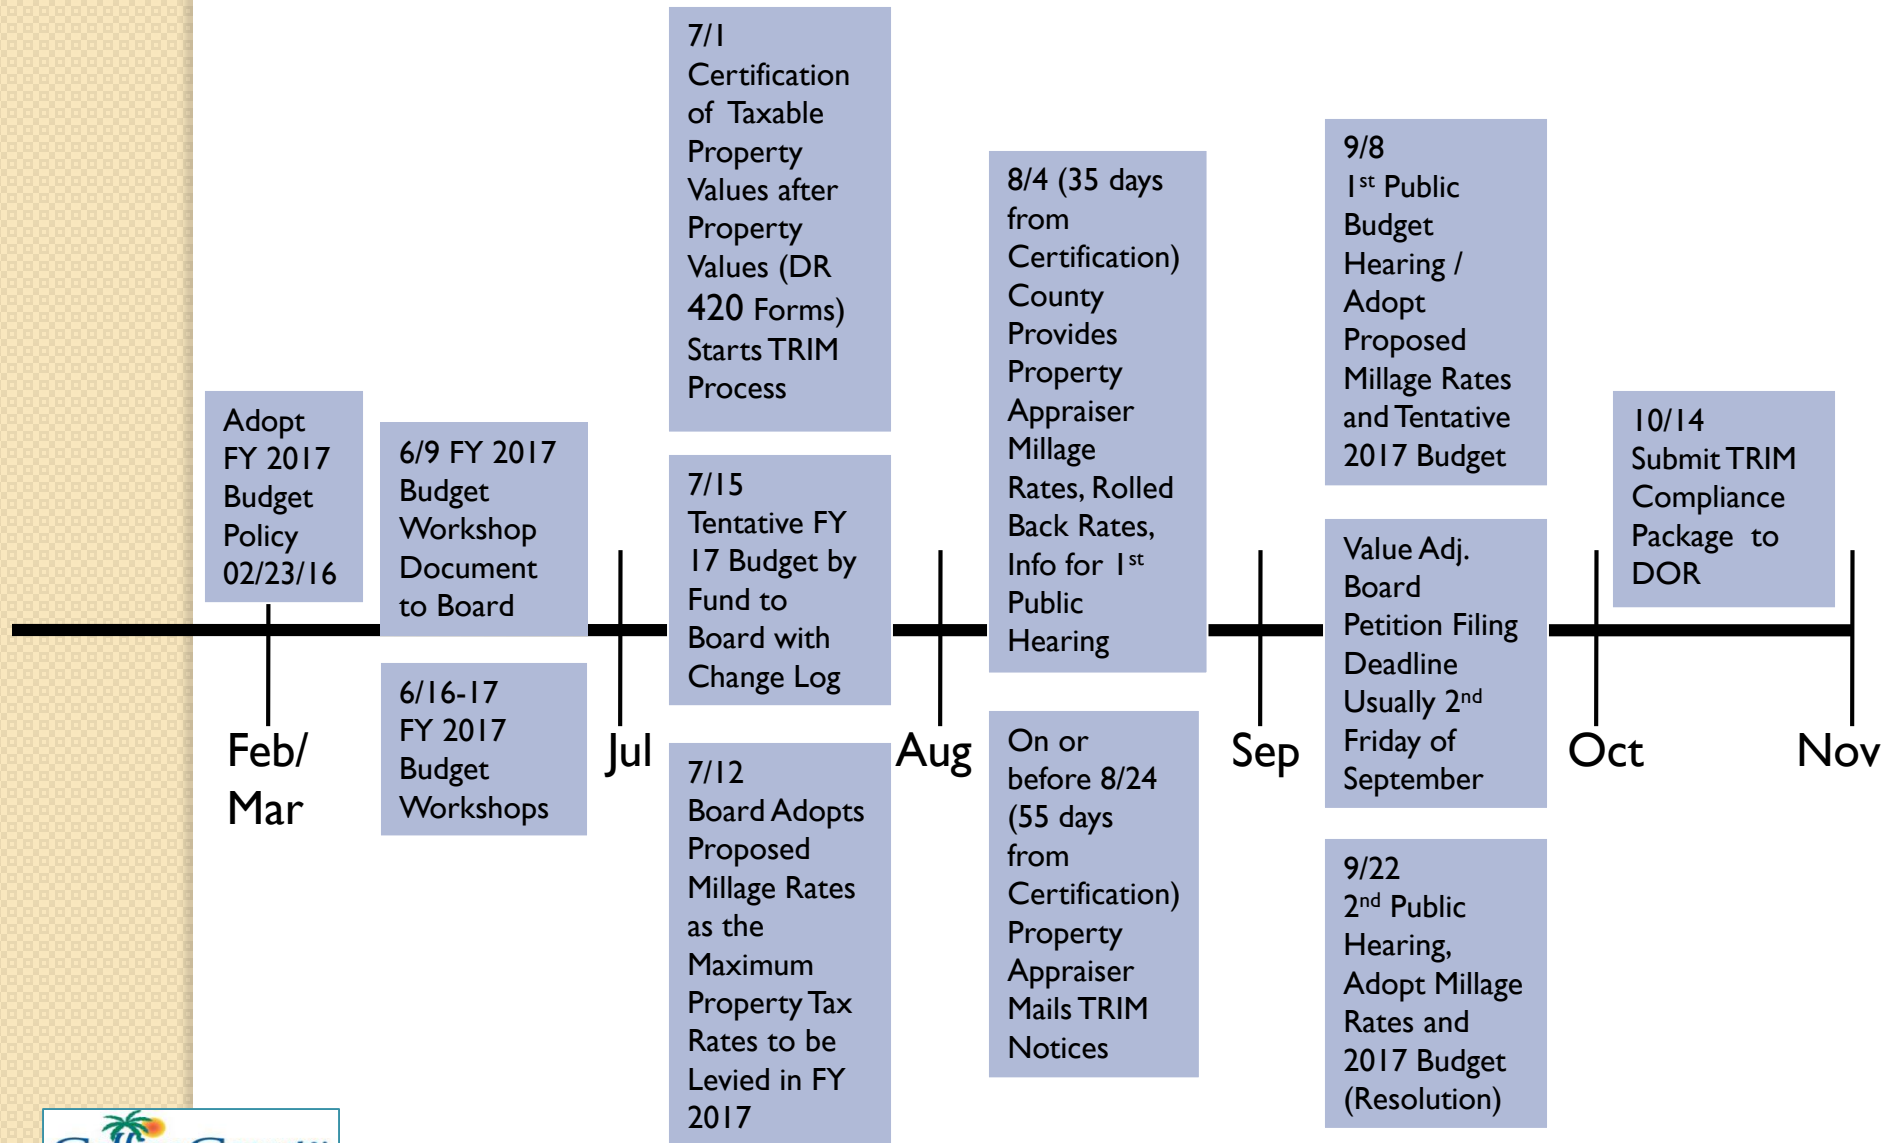 Adopt
FY 2017
Budget
Policy
02/23/16
6/9 FY 2017
Budget
Workshop
Document
to Board
6/16-17
FY 2017
Budget
Workshops
7/1
Certification
of Taxable
Property
Values after
Property
Values (DR
420 Forms)
Starts TRIM
Process
7/15
Tentative FY
17 Budget by
Fund to
Board with
Change Log
7/12
Board Adopts
Proposed
Millage Rates
as the
Maximum
Property Tax
Rates to be
Levied in FY
2017
8/4 (35 days
from
Certification)
County
Provides
Property
Appraiser
Millage
Rates, Rolled
Back Rates,
Info for 1st
Public
Hearing
On or
before 8/24
(55 days
from
Certification)
Property
Appraiser
Mails TRIM
Notices
9/8
1st Public
Budget
Hearing /
Adopt
Proposed
Millage Rates
and Tentative
2017 Budget
Value Adj.
Board
Petition Filing
Deadline
Usually 2nd
Friday of
September
9/22
2nd Public
Hearing,
Adopt Millage
Rates and
2017 Budget
(Resolution)
10/14
Submit TRIM
Compliance
Package to
DOR
Feb/
Mar
Jul
Aug
Sep
Oct
Nov